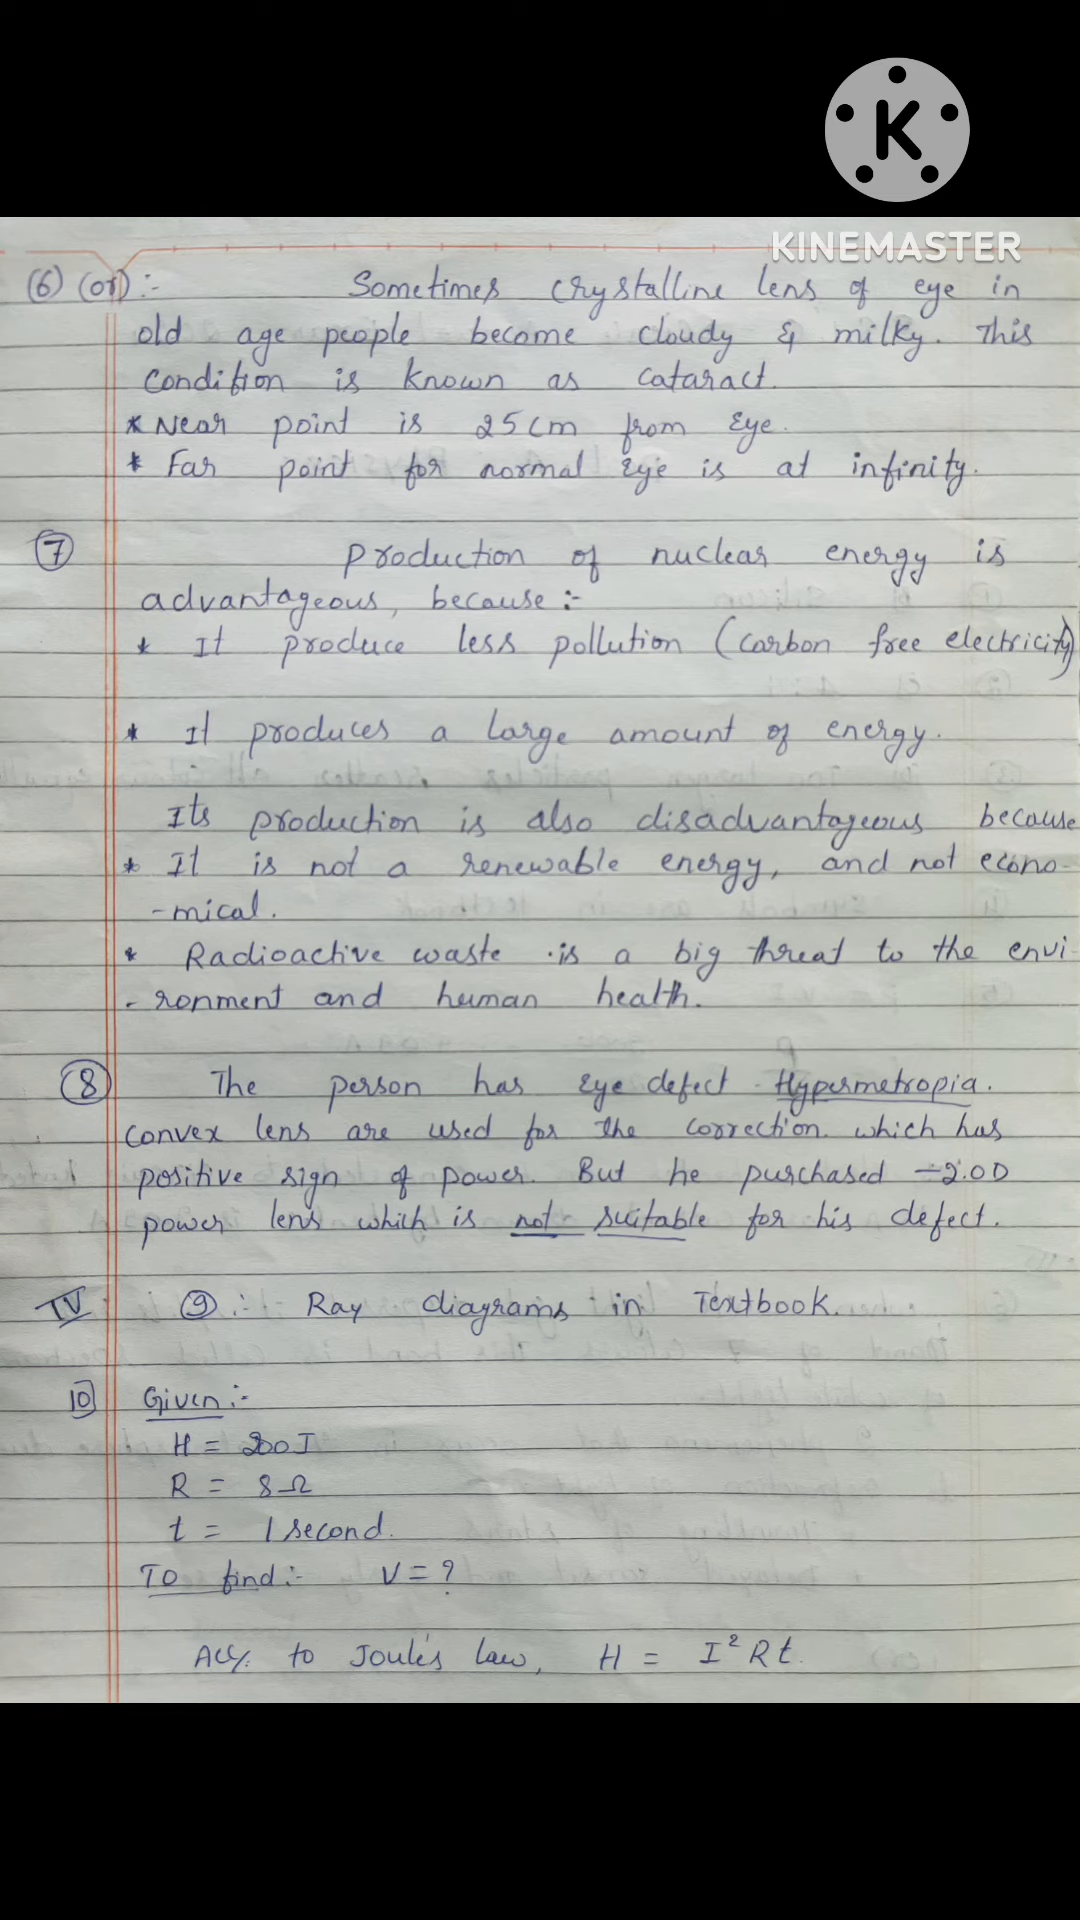 K
KINEMASTER
(6) (or) :- Sometimes crystalline lens of eye in
old age people become cloudy & milky. This
condition is known as cataract.
* Near point is 25cm from Eye.
* Far point for normal Eye is at infinity.
7 Production of nuclear energy is
advantageous, because :-
* It produce less pollution (carbon free electricity)
* It produces a large amount of energy.
Its production is also disadvantageous because
* It is not a renewable energy, and not econo-
-mical.
* Radioactive waste is a big threat to the envi-
-ronment and human health.
8 The person has Eye defect - Hypermetropia.
convex lens are used for the correction which has
positive sign of power. But he purchased -2.0D
power lens which is not suitable for his defect.
IV 9 :- Ray diagrams in Textbook.
10 Given :-
H = 200J
R = 8Ω
t = 1 second.
To find :- V = ?
Acc. to Joule's law, H = I²Rt.